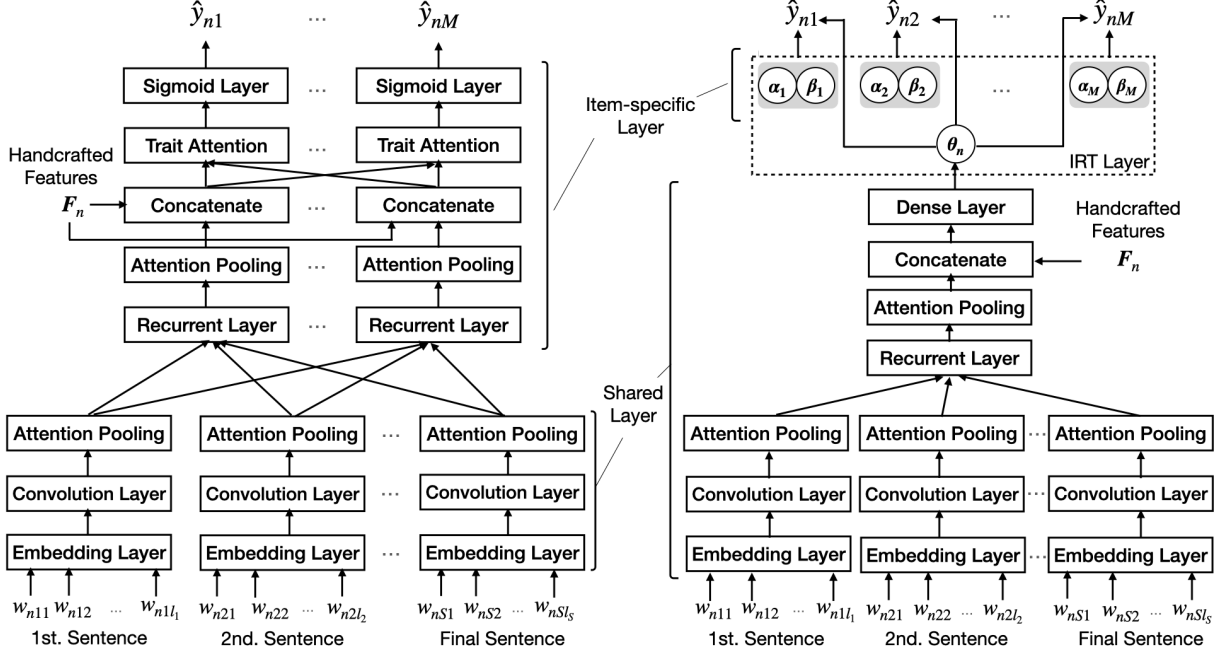 ŷn1 ... ŷnM
Sigmoid Layer ... Sigmoid Layer
Trait Attention ... Trait Attention
Handcrafted
Features
Fn
Concatenate ... Concatenate
Attention Pooling ... Attention Pooling
Recurrent Layer ... Recurrent Layer
Attention Pooling Attention Pooling ... Attention Pooling
Convolution Layer Convolution Layer ... Convolution Layer
Embedding Layer Embedding Layer ... Embedding Layer
wn11 wn12 ... wn1l1 wn21 wn22 ... wn2l2 wnS1 wnS2 ... wnSlS
1st. Sentence 2nd. Sentence Final Sentence
Item-specific
Layer
Shared
Layer
ŷn1 ŷn2 ... ŷnM
α1 β1 α2 β2 ... αM βM
θn
IRT Layer
Dense Layer
Handcrafted
Features
Fn
Concatenate
Attention Pooling
Recurrent Layer
Attention Pooling Attention Pooling ... Attention Pooling
Convolution Layer Convolution Layer ... Convolution Layer
Embedding Layer Embedding Layer ... Embedding Layer
wn11 wn12 ... wn1l1 wn21 wn22 ... wn2l2 wnS1 wnS2 ... wnSlS
1st. Sentence 2nd. Sentence Final Sentence